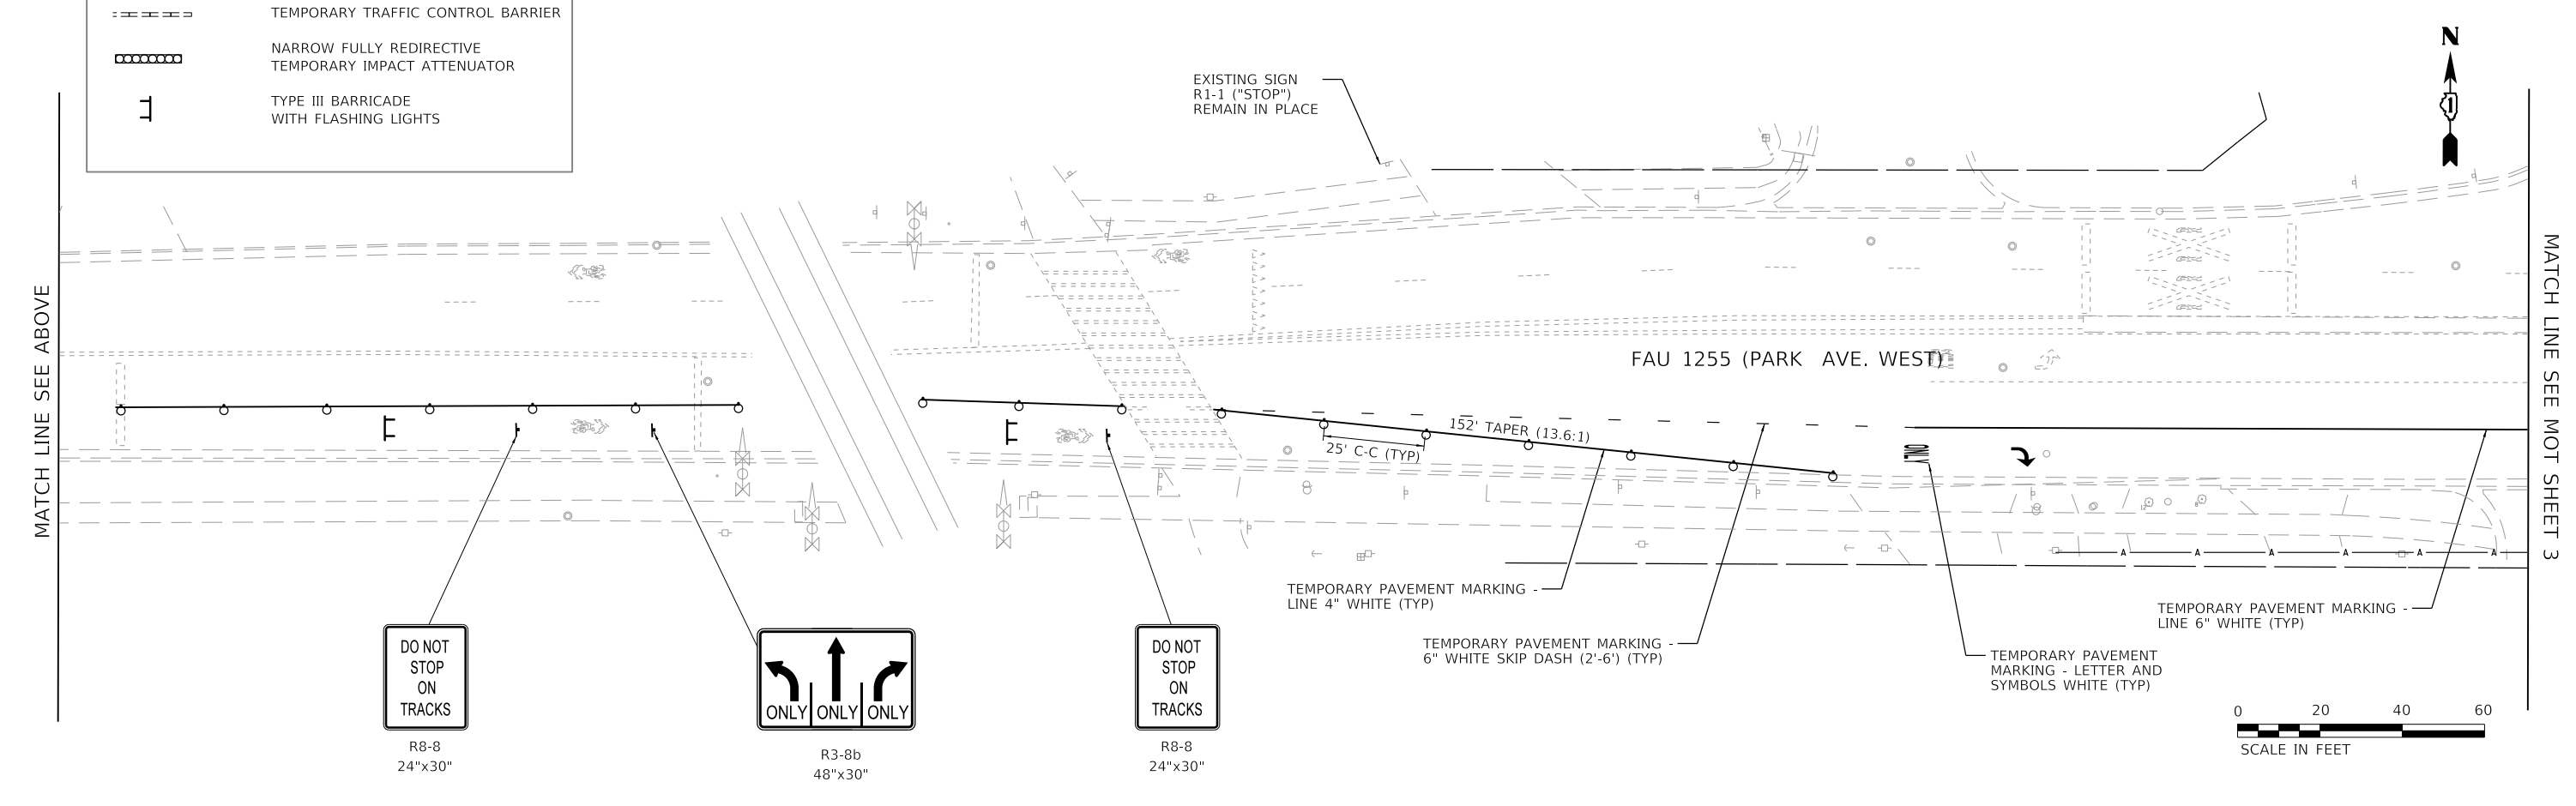 TEMPORARY TRAFFIC CONTROL BARRIER
NARROW FULLY REDIRECTIVE
TEMPORARY IMPACT ATTENUATOR
TYPE III BARRICADE
WITH FLASHING LIGHTS
EXISTING SIGN
R1-1 ("STOP")
REMAIN IN PLACE
N
MATCH LINE SEE ABOVE
MATCH LINE SEE MOT SHEET 3
FAU 1255 (PARK AVE. WEST)
152' TAPER (13.6:1)
25' C-C (TYP)
ONLY
A A A A A A
TEMPORARY PAVEMENT MARKING -
LINE 4" WHITE (TYP)
TEMPORARY PAVEMENT MARKING -
6" WHITE SKIP DASH (2'-6') (TYP)
TEMPORARY PAVEMENT
MARKING - LETTER AND
SYMBOLS WHITE (TYP)
TEMPORARY PAVEMENT MARKING -
LINE 6" WHITE (TYP)
DO NOT
STOP
ON
TRACKS
R8-8
24"x30"
ONLY ONLY ONLY
R3-8b
48"x30"
DO NOT
STOP
ON
TRACKS
R8-8
24"x30"
0 20 40 60
SCALE IN FEET